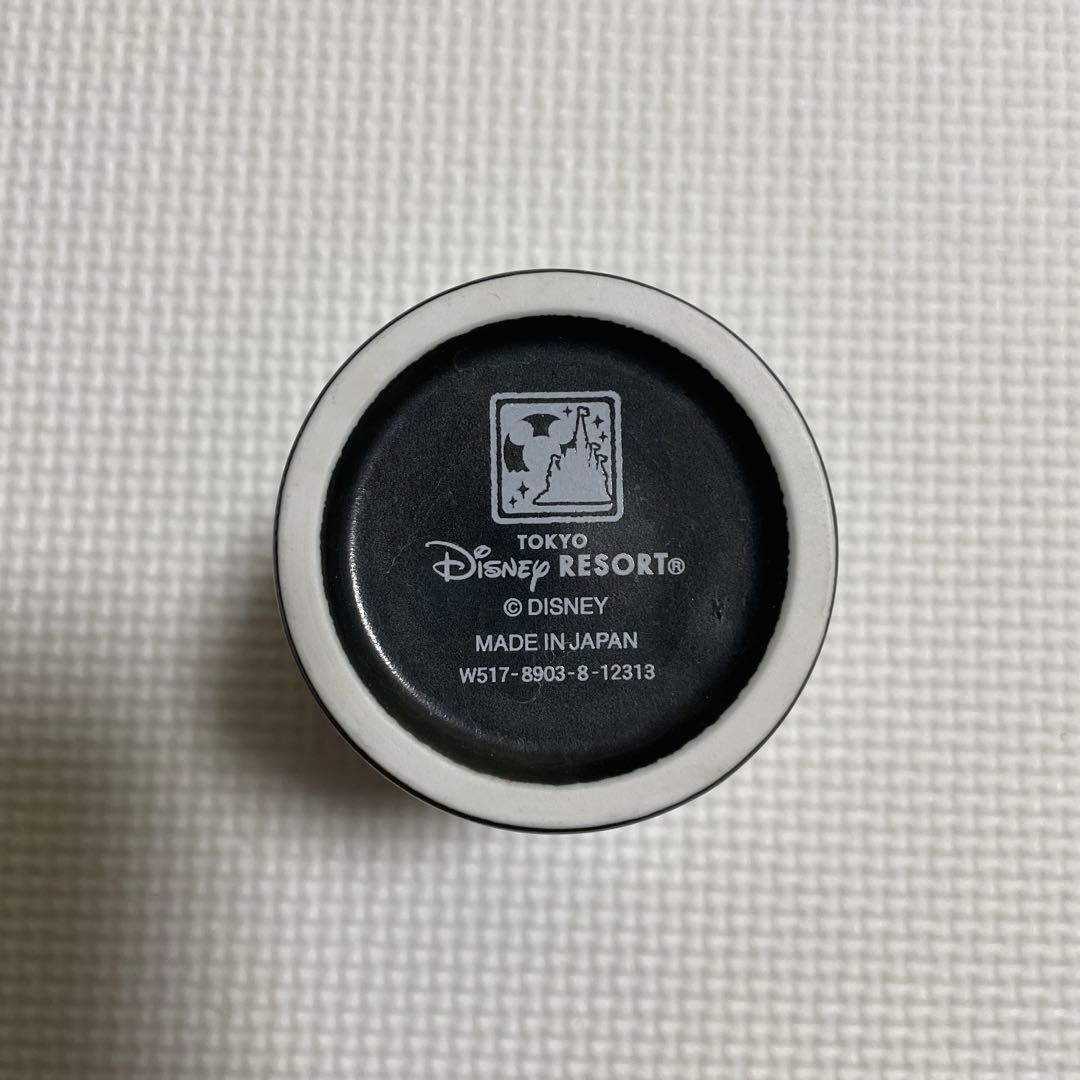 TOKYO
Disney RESORT®
© DISNEY
MADE IN JAPAN
W517-8903-8-12313